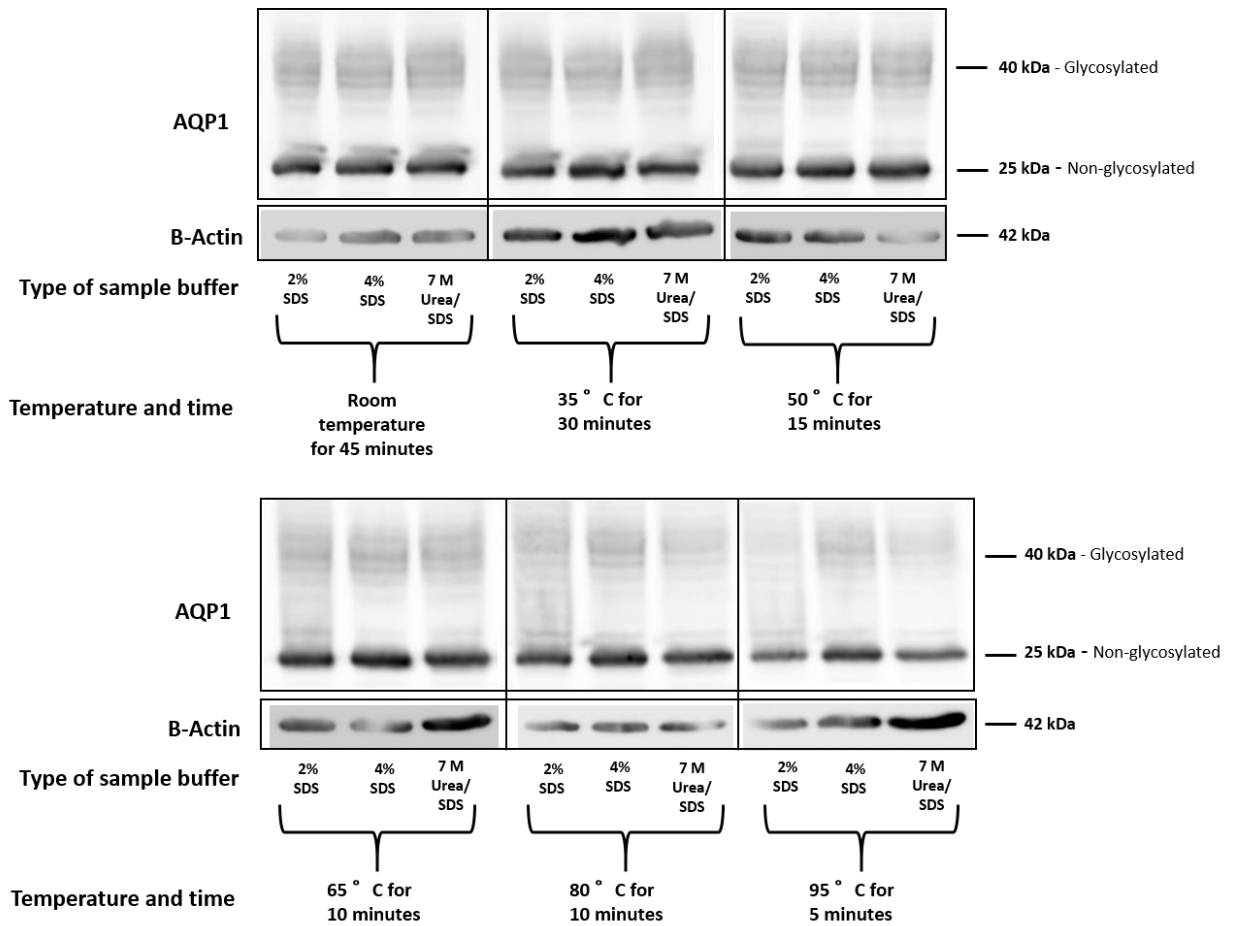 AQP1
40 kDa - Glycosylated
25 kDa - Non-glycosylated
B-Actin
42 kDa
Type of sample buffer
2%
SDS
4%
SDS
7 M
Urea/
SDS
2%
SDS
4%
SDS
7 M
Urea/
SDS
2%
SDS
4%
SDS
7 M
Urea/
SDS
Temperature and time
Room
temperature
for 45 minutes
35 ° C for
30 minutes
50 ° C for
15 minutes
AQP1
40 kDa - Glycosylated
25 kDa - Non-glycosylated
B-Actin
42 kDa
Type of sample buffer
2%
SDS
4%
SDS
7 M
Urea/
SDS
2%
SDS
4%
SDS
7 M
Urea/
SDS
2%
SDS
4%
SDS
7 M
Urea/
SDS
Temperature and time
65 ° C for
10 minutes
80 ° C for
10 minutes
95 ° C for
5 minutes